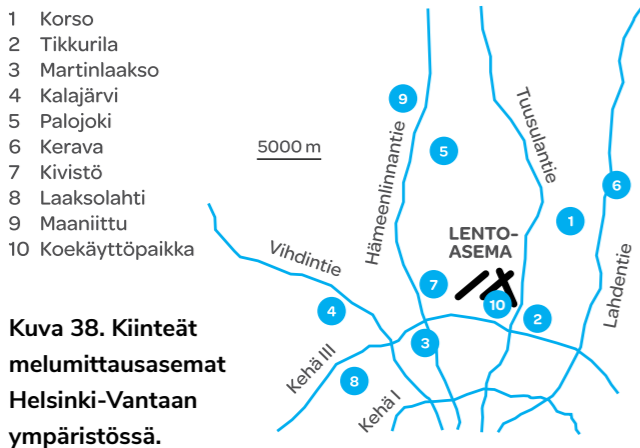 1 Korso
2 Tikkurila
3 Martinlaakso
4 Kalajärvi
5 Palojoki
6 Kerava
7 Kivistö
8 Laaksolahti
9 Maaniittu
10 Koekäyttöpaikka
5000 m
Hämeenlinnantie
Tuusulantie
Lahdentie
Vihdintie
Kehä III
Kehä I
LENTO-
ASEMA
9
5
6
1
7
10
2
4
3
8
Kuva 38. Kiinteät
melumittausasemat
Helsinki-Vantaan
ympäristössä.